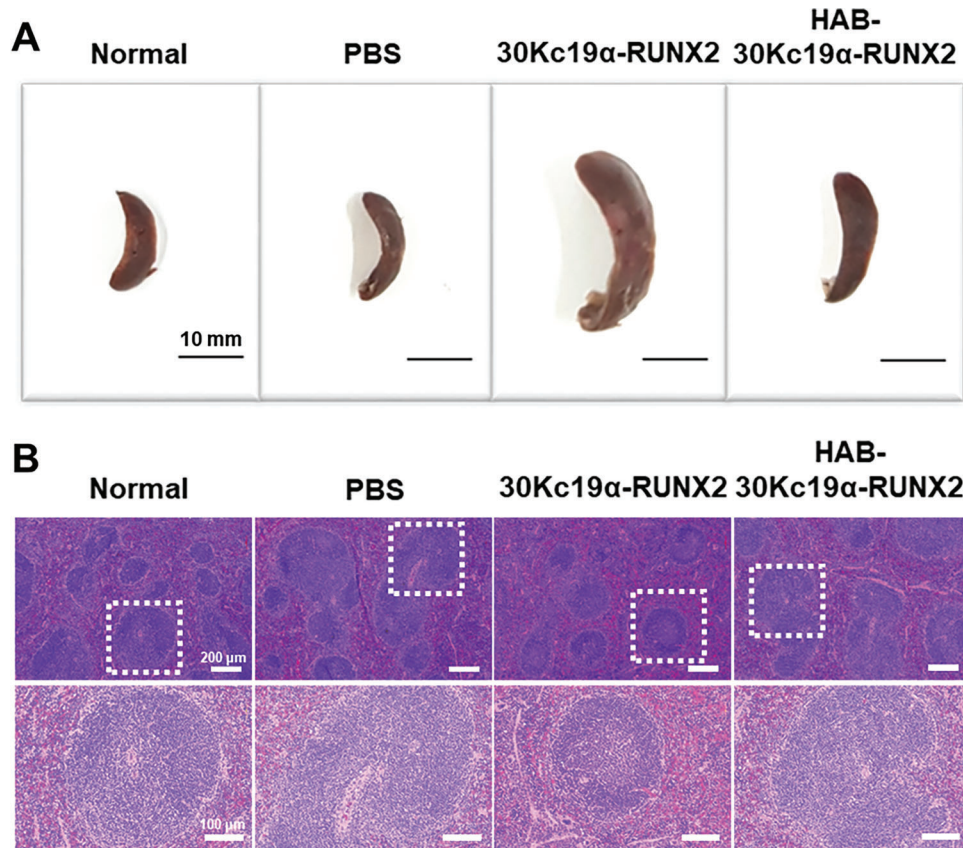 A
Normal
PBS
30Kc19α-RUNX2
HAB-
30Kc19α-RUNX2
10 mm
B
Normal
PBS
30Kc19α-RUNX2
HAB-
30Kc19α-RUNX2
200 μm
100 μm